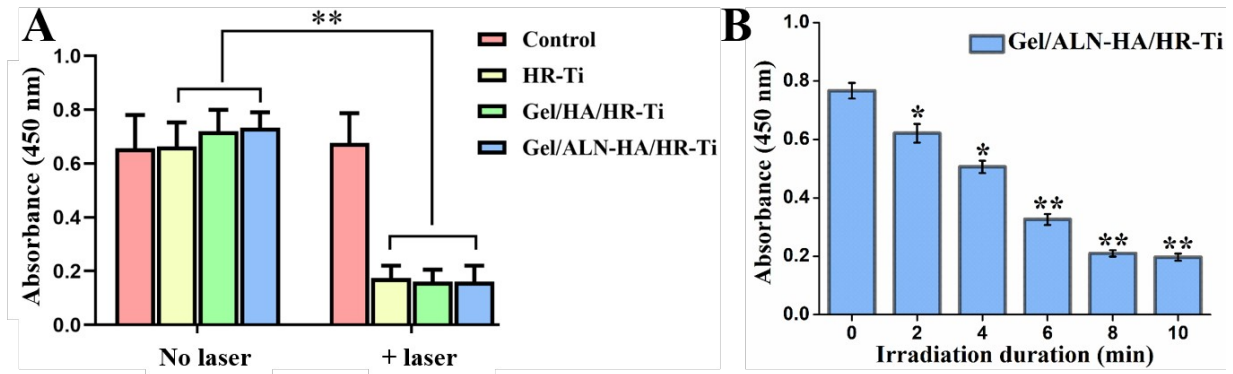 A
**
Control
HR-Ti
Gel/HA/HR-Ti
Gel/ALN-HA/HR-Ti
Absorbance (450 nm)
1.0
0.8
0.6
0.4
0.2
0.0
No laser
+ laser
B
Gel/ALN-HA/HR-Ti
Absorbance (450 nm)
1.0
0.8
0.6
0.4
0.2
0.0
*
*
**
**
**
0 2 4 6 8 10
Irradiation duration (min)